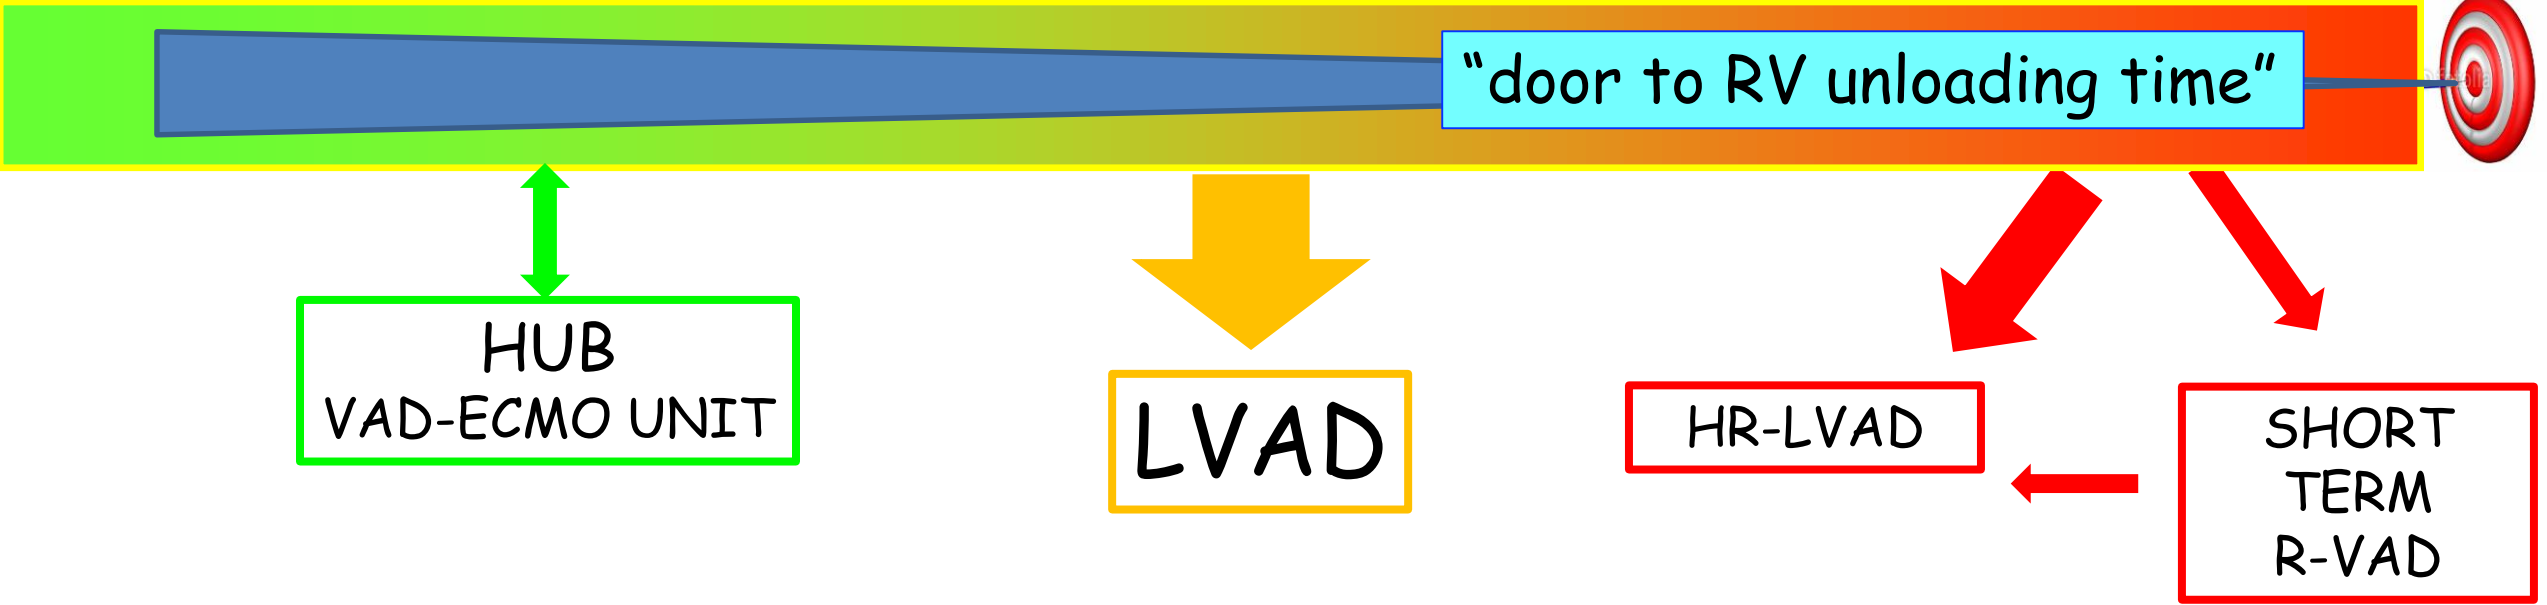 “door to RV unloading time”
HUB
VAD-ECMO UNIT
LVAD
HR-LVAD
SHORT
TERM
R-VAD